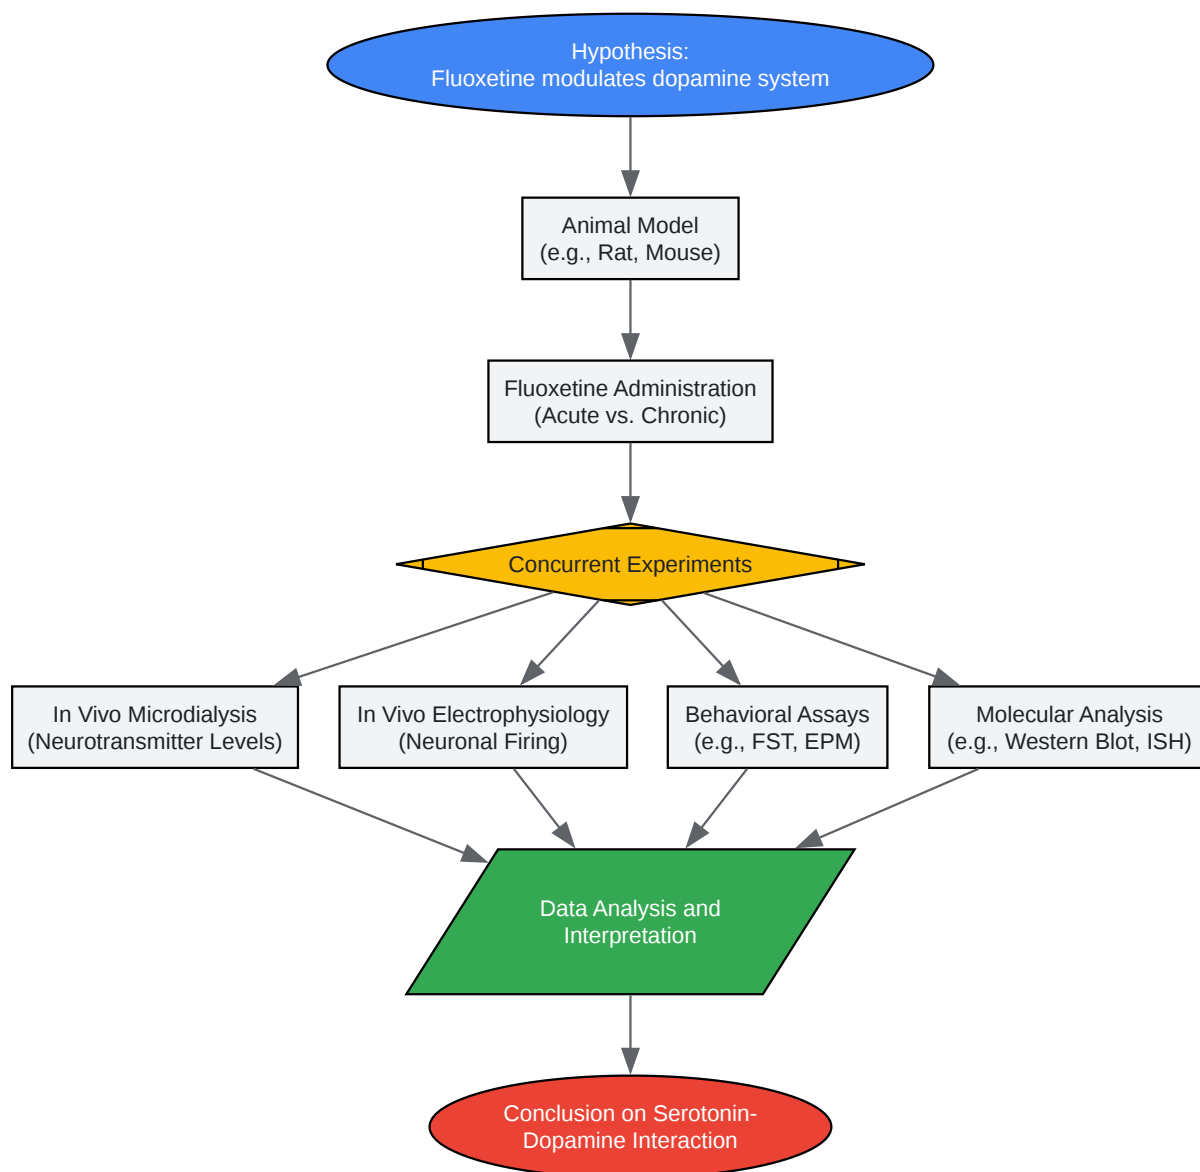 Hypothesis:
Fluoxetine modulates dopamine system
Animal Model
(e.g., Rat, Mouse)
Fluoxetine Administration
(Acute vs. Chronic)
Concurrent Experiments
In Vivo Microdialysis
(Neurotransmitter Levels)
In Vivo Electrophysiology
(Neuronal Firing)
Behavioral Assays
(e.g., FST, EPM)
Molecular Analysis
(e.g., Western Blot, ISH)
Data Analysis and
Interpretation
Conclusion on Serotonin-
Dopamine Interaction